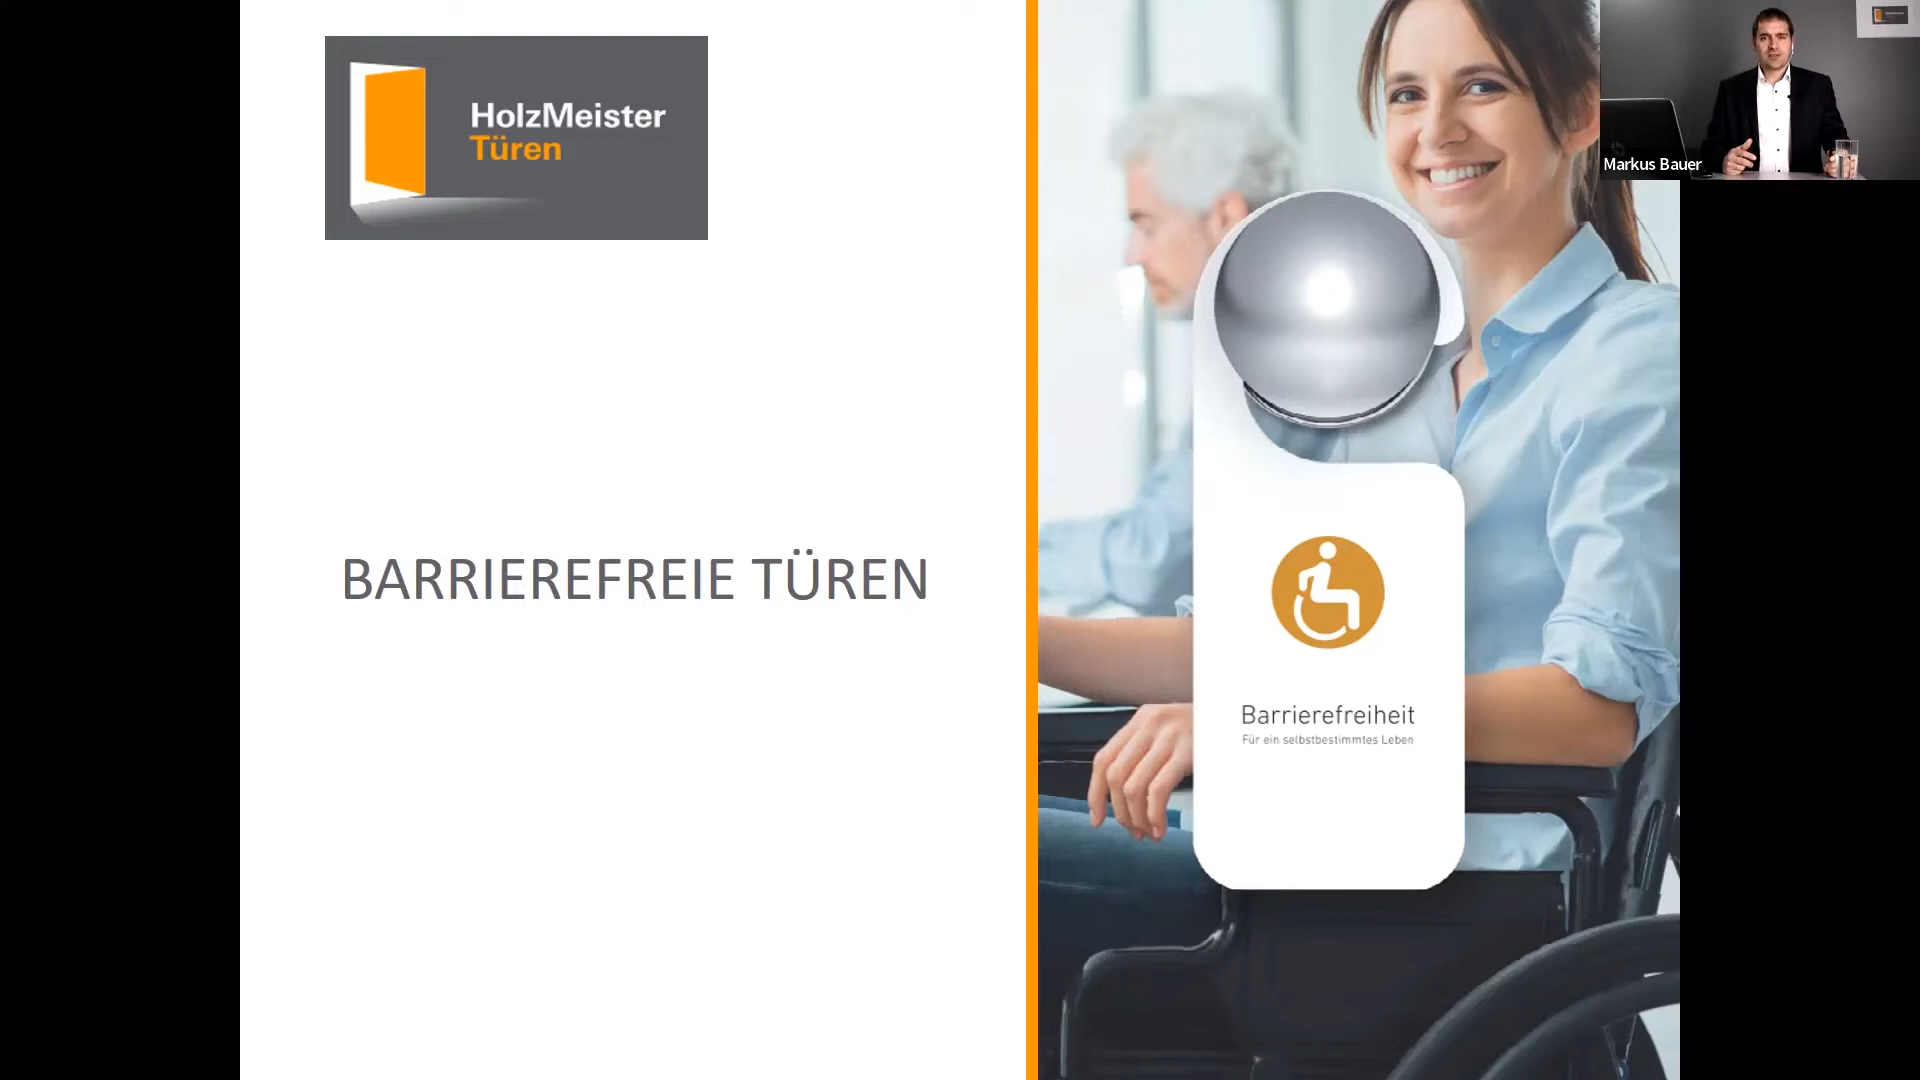 HolzMeister
Türen
BARRIEREFREIE TÜREN
Barrierefreiheit
Für ein selbstbestimmtes Leben
Markus Bauer